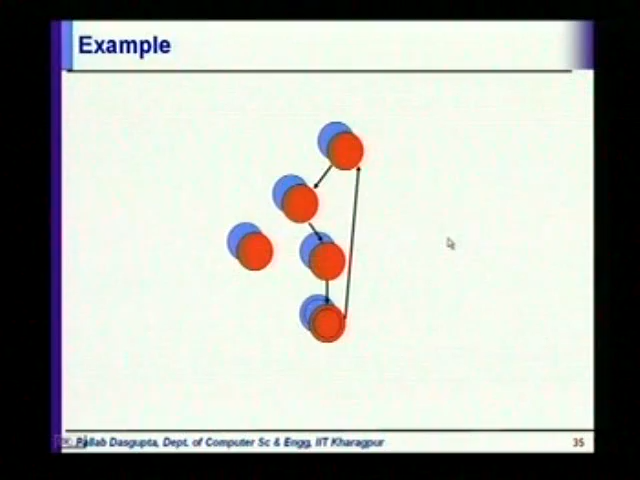 Example
Pallab Dasgupta, Dept. of Computer Sc & Engg, IIT Kharagpur
35